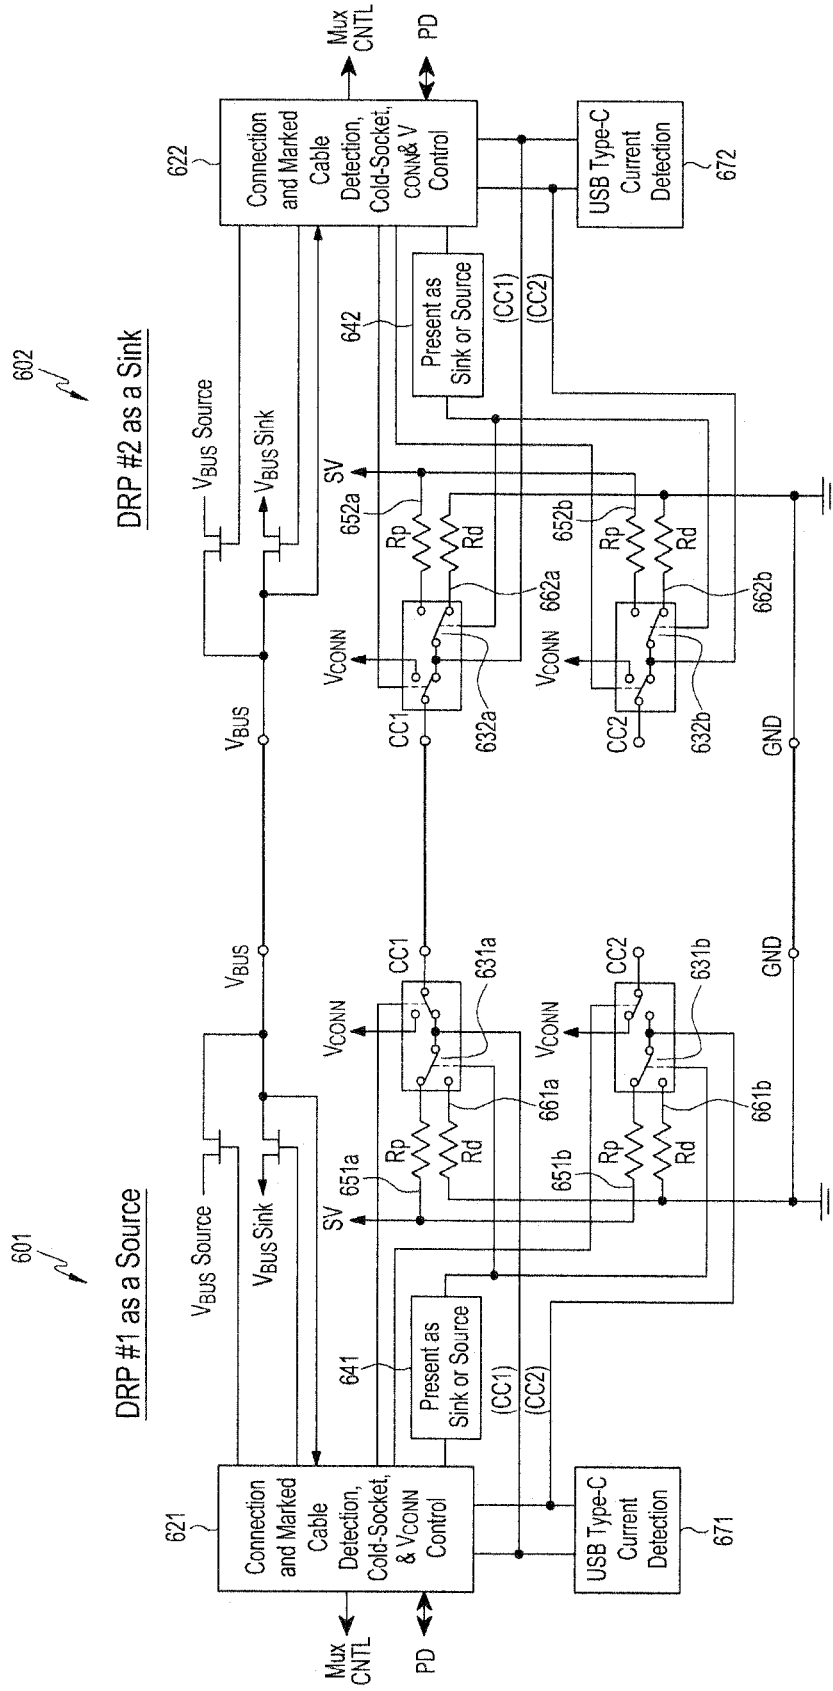 601
DRP #1 as a Source
621
Connection
and Marked
Cable
Detection,
Cold-Socket,
& VCONN
Control
Mux
CNTL
PD
VBUS Source
VBUS Sink
VBUS
641
Present as
Sink or Source
(CC1)
(CC2)
USB Type-C
Current
Detection
671
SV
651a
Rp
Rd
661a
VCONN
631a
CC1
651b
Rp
Rd
661b
VCONN
631b
CC2
GND
602
DRP #2 as a Sink
VBUS
VBUS Source
VBUS Sink
622
Connection
and Marked
Cable
Detection,
Cold-Socket,
CONN& V
Control
Mux
CNTL
PD
642
Present as
Sink or Source
(CC1)
(CC2)
USB Type-C
Current
Detection
672
SV
CC1
VCONN
632a
Rp
Rd
652a
662a
CC2
VCONN
632b
Rp
Rd
652b
662b
GND